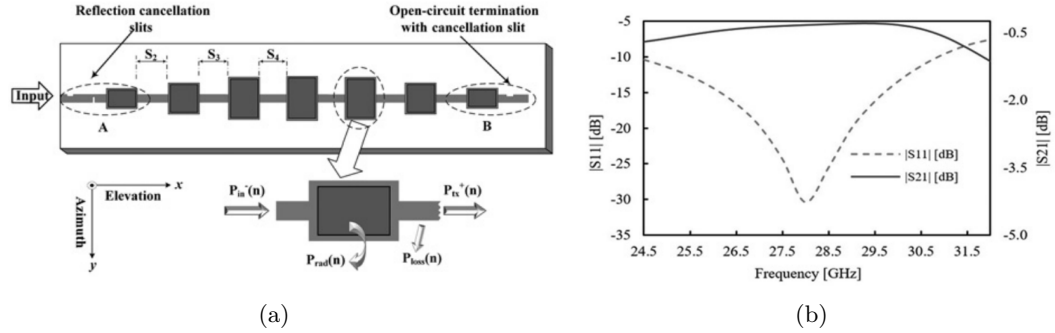 Reflection cancellation
slits
Open-circuit termination
with cancellation slit
S₂
S₃
S₄
Input
A
B
Elevation
x
Azimuth
y
Pin⁻(n)
Ptx⁺(n)
Prad(n)
Ploss(n)
(a)
(b)
-5
-10
-15
-20
-25
-30
-35
|S11| [dB]
-0.5
-2.0
-3.5
-5.0
|S21| [dB]
|S11| [dB]
|S21| [dB]
24.5
25.5
26.5
27.5
28.5
29.5
30.5
31.5
Frequency [GHz]